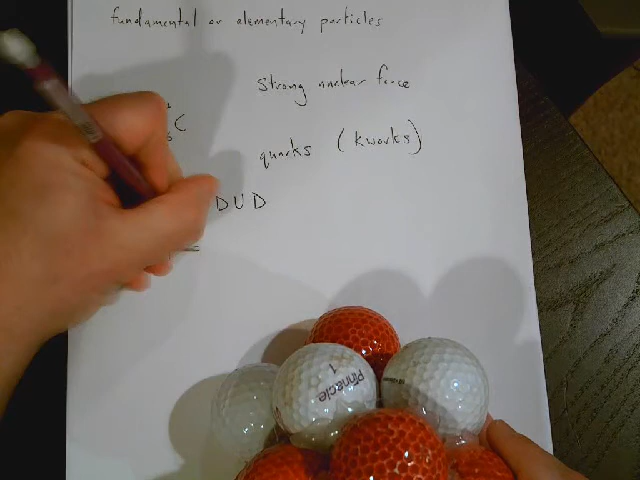 fundamental or elementary particles
strong nuclear force
C
quarks (kworks)
DUD
Pinnacle
1